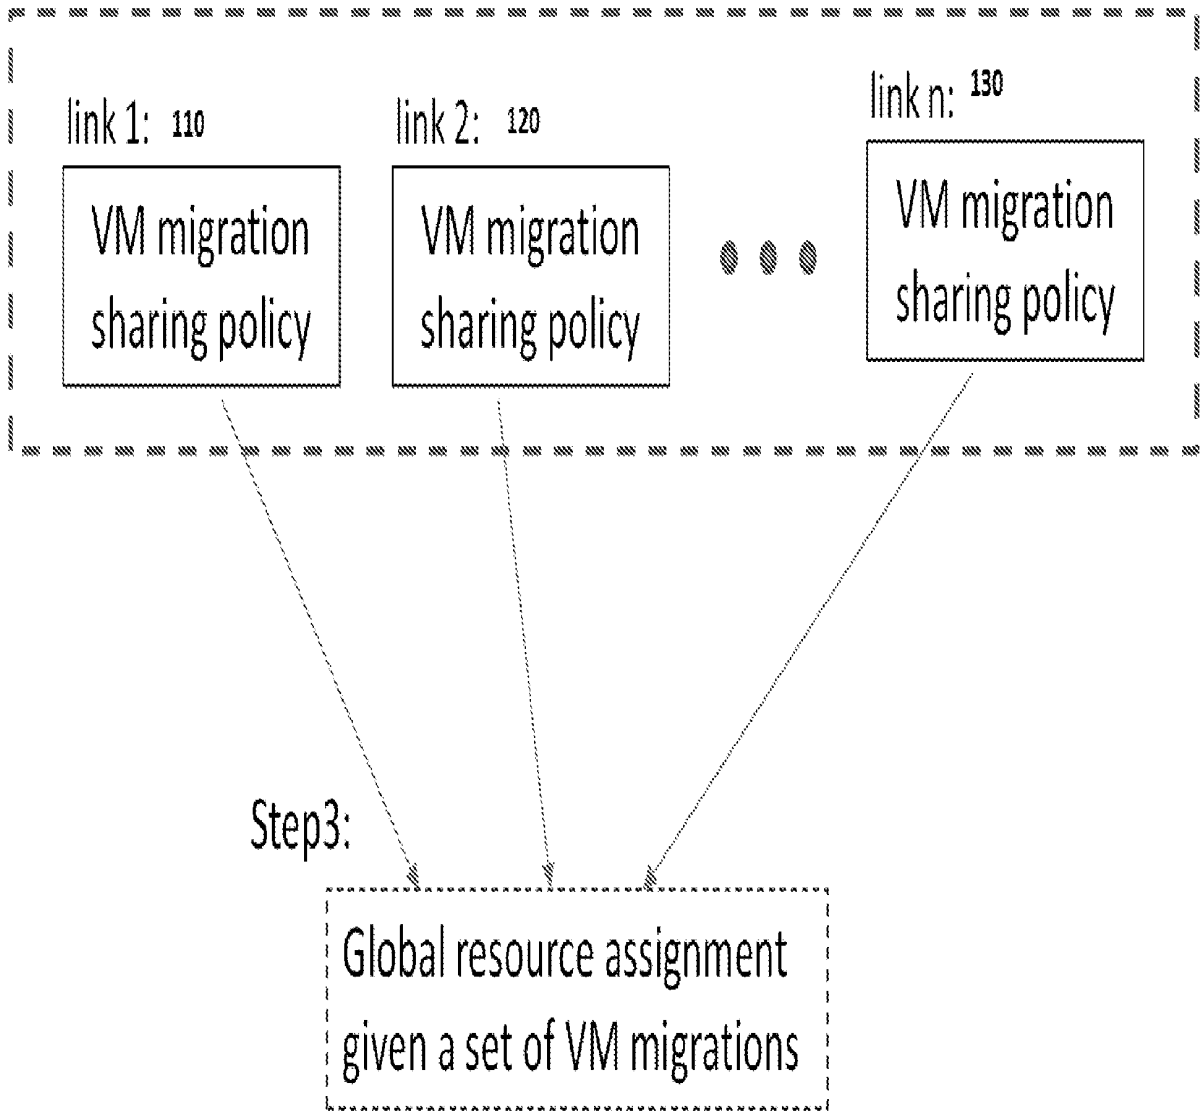 link 1: 110
VM migration
sharing policy
link 2: 120
VM migration
sharing policy
link n: 130
VM migration
sharing policy
Step3:
Global resource assignment
given a set of VM migrations